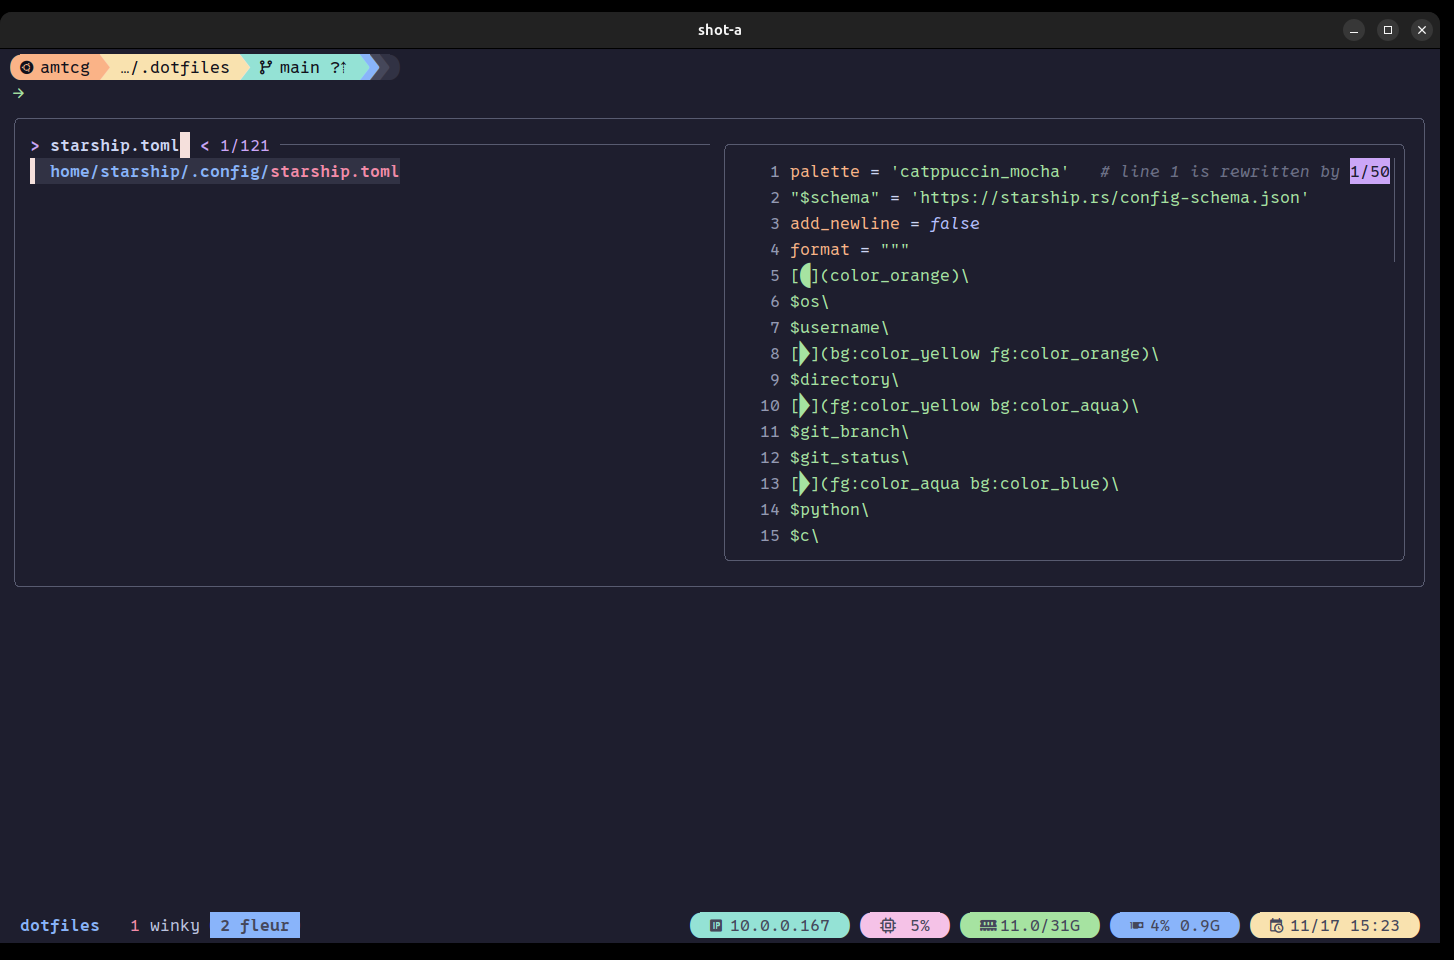 shot-a
amtcg …/.dotfiles main ?↑
→
> starship.toml < 1/121
home/starship/.config/starship.toml
1 palette = 'catppuccin_mocha' # line 1 is rewritten by 1/50
2 "$schema" = 'https://starship.rs/config-schema.json'
3 add_newline = false
4 format = """
5 [](color_orange)\
6 $os\
7 $username\
8 [](bg:color_yellow fg:color_orange)\
9 $directory\
10 [](fg:color_yellow bg:color_aqua)\
11 $git_branch\
12 $git_status\
13 [](fg:color_aqua bg:color_blue)\
14 $python\
15 $c\
dotfiles 1 winky 2 fleur IP 10.0.0.167 5% 11.0/31G 4% 0.9G 11/17 15:23